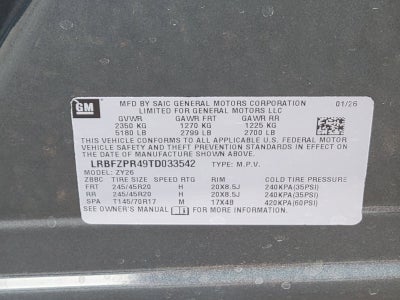 GM
MFD BY SAIC GENERAL MOTORS CORPORATION 01/26
LIMITED FOR GENERAL MOTORS LLC
GVWR GAWR FRT GAWR RR
2350 KG 1270 KG 1225 KG
5180 LB 2799 LB 2700 LB
THIS VEHICLE CONFORMS TO ALL APPLICABLE U.S. FEDERAL MOTOR
VEHICLE SAFETY, BUMPER, AND THEFT PREVENTION STANDARDS IN
EFFECT ON THE DATE OF MANUFACTURE SHOWN ABOVE.
LRBFZPR49TD033542 TYPE: M.P.V.
MODEL: ZY26
ZBBC TIRE SIZE SPEED RTG RIM COLD TIRE PRESSURE
FRT 245/45R20 H 20X8.5J 240KPA(35PSI)
RR 245/45R20 H 20X8.5J 240KPA(35PSI)
SPA T145/70R17 M 17X4B 420KPA(60PSI)
SEE OWNER'S MANUAL FOR ADDITIONAL INFORMATION.